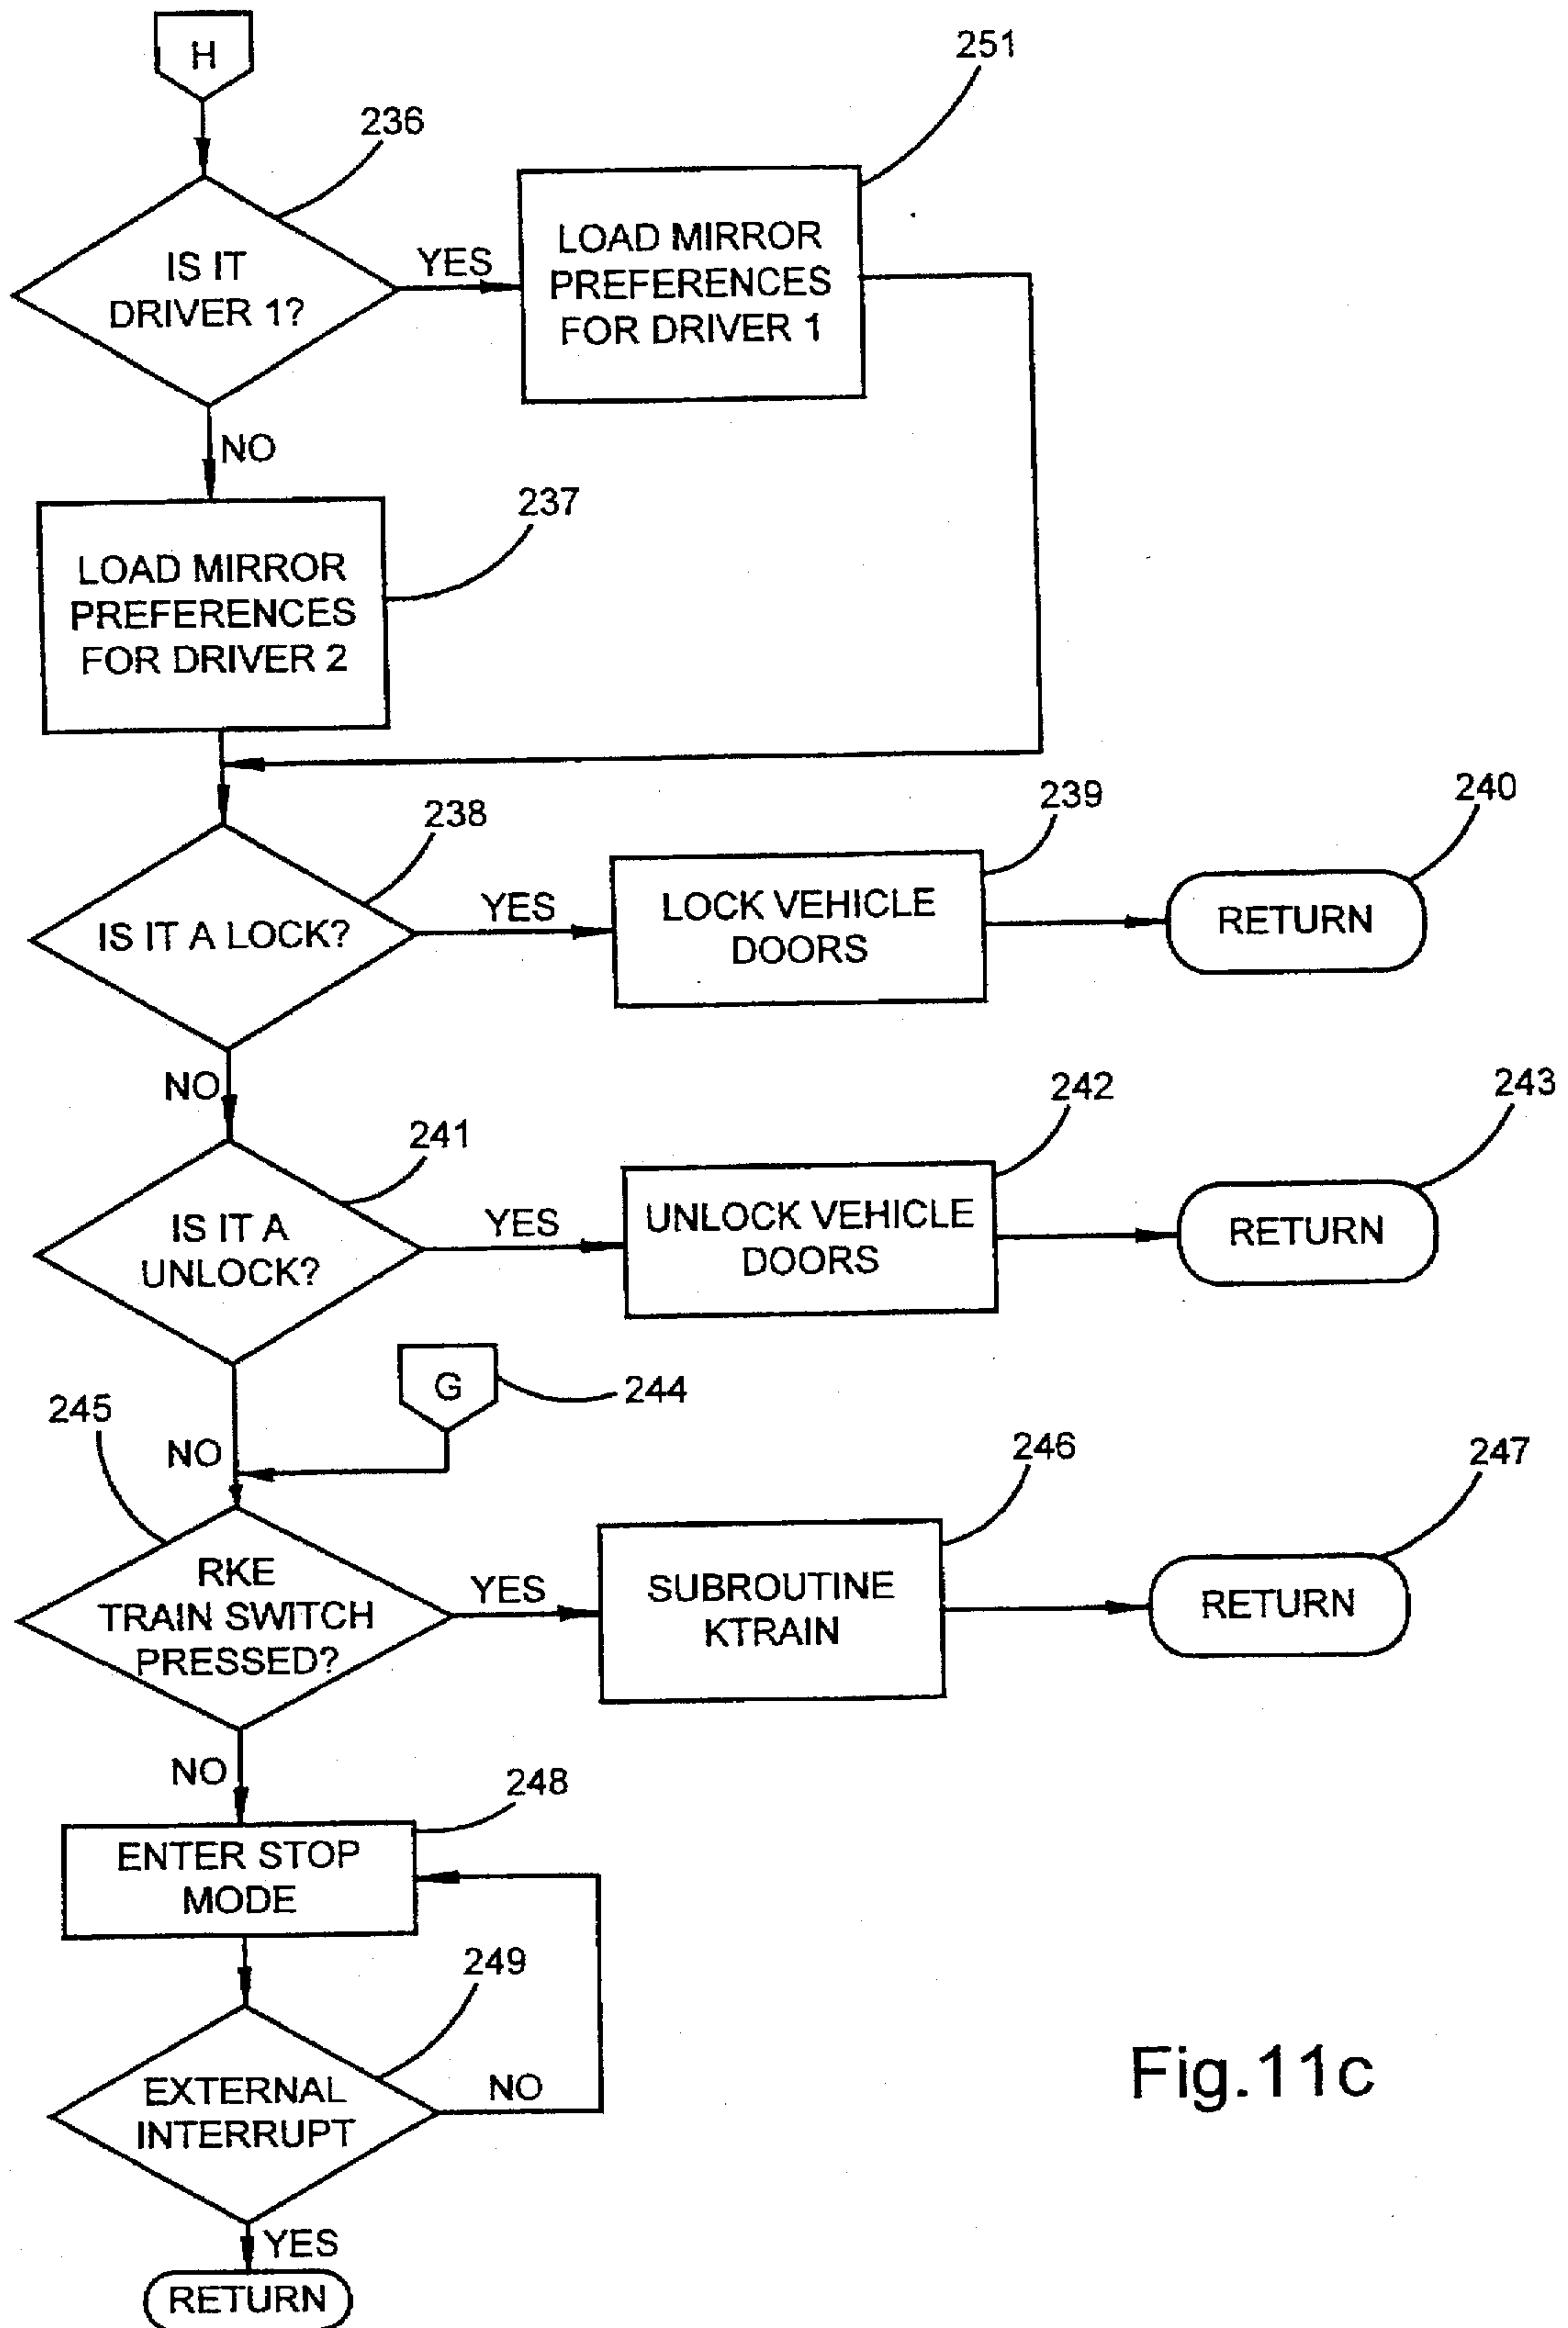 H
251
236
IS IT
DRIVER 1?
YES
LOAD MIRROR
PREFERENCES
FOR DRIVER 1
NO
237
LOAD MIRROR
PREFERENCES
FOR DRIVER 2
238
239
240
IS IT A LOCK?
YES
LOCK VEHICLE
DOORS
RETURN
NO
241
242
243
IS IT A
UNLOCK?
YES
UNLOCK VEHICLE
DOORS
RETURN
G
244
245
NO
246
247
RKE
TRAIN SWITCH
PRESSED?
YES
SUBROUTINE
KTRAIN
RETURN
NO
248
ENTER STOP
MODE
249
EXTERNAL
INTERRUPT
NO
YES
RETURN
Fig.11c